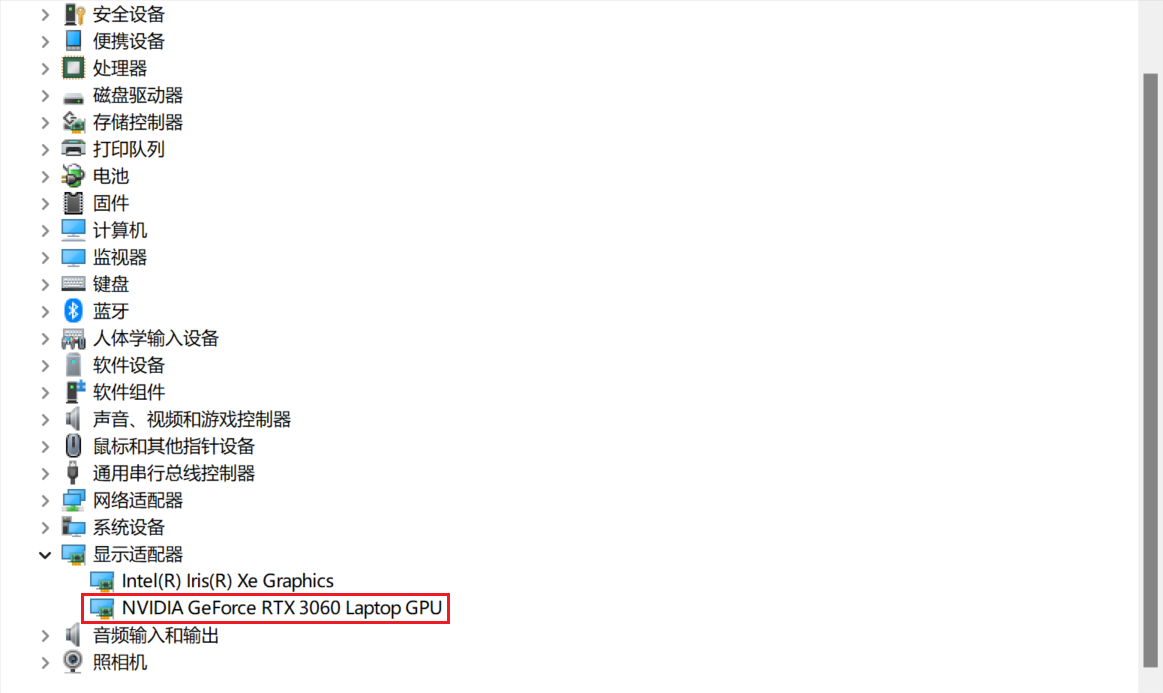 安全设备
便携设备
处理器
磁盘驱动器
存储控制器
打印队列
电池
固件
计算机
监视器
键盘
蓝牙
人体学输入设备
软件设备
软件组件
声音、视频和游戏控制器
鼠标和其他指针设备
通用串行总线控制器
网络适配器
系统设备
显示适配器
Intel(R) Iris(R) Xe Graphics
NVIDIA GeForce RTX 3060 Laptop GPU
音频输入和输出
照相机